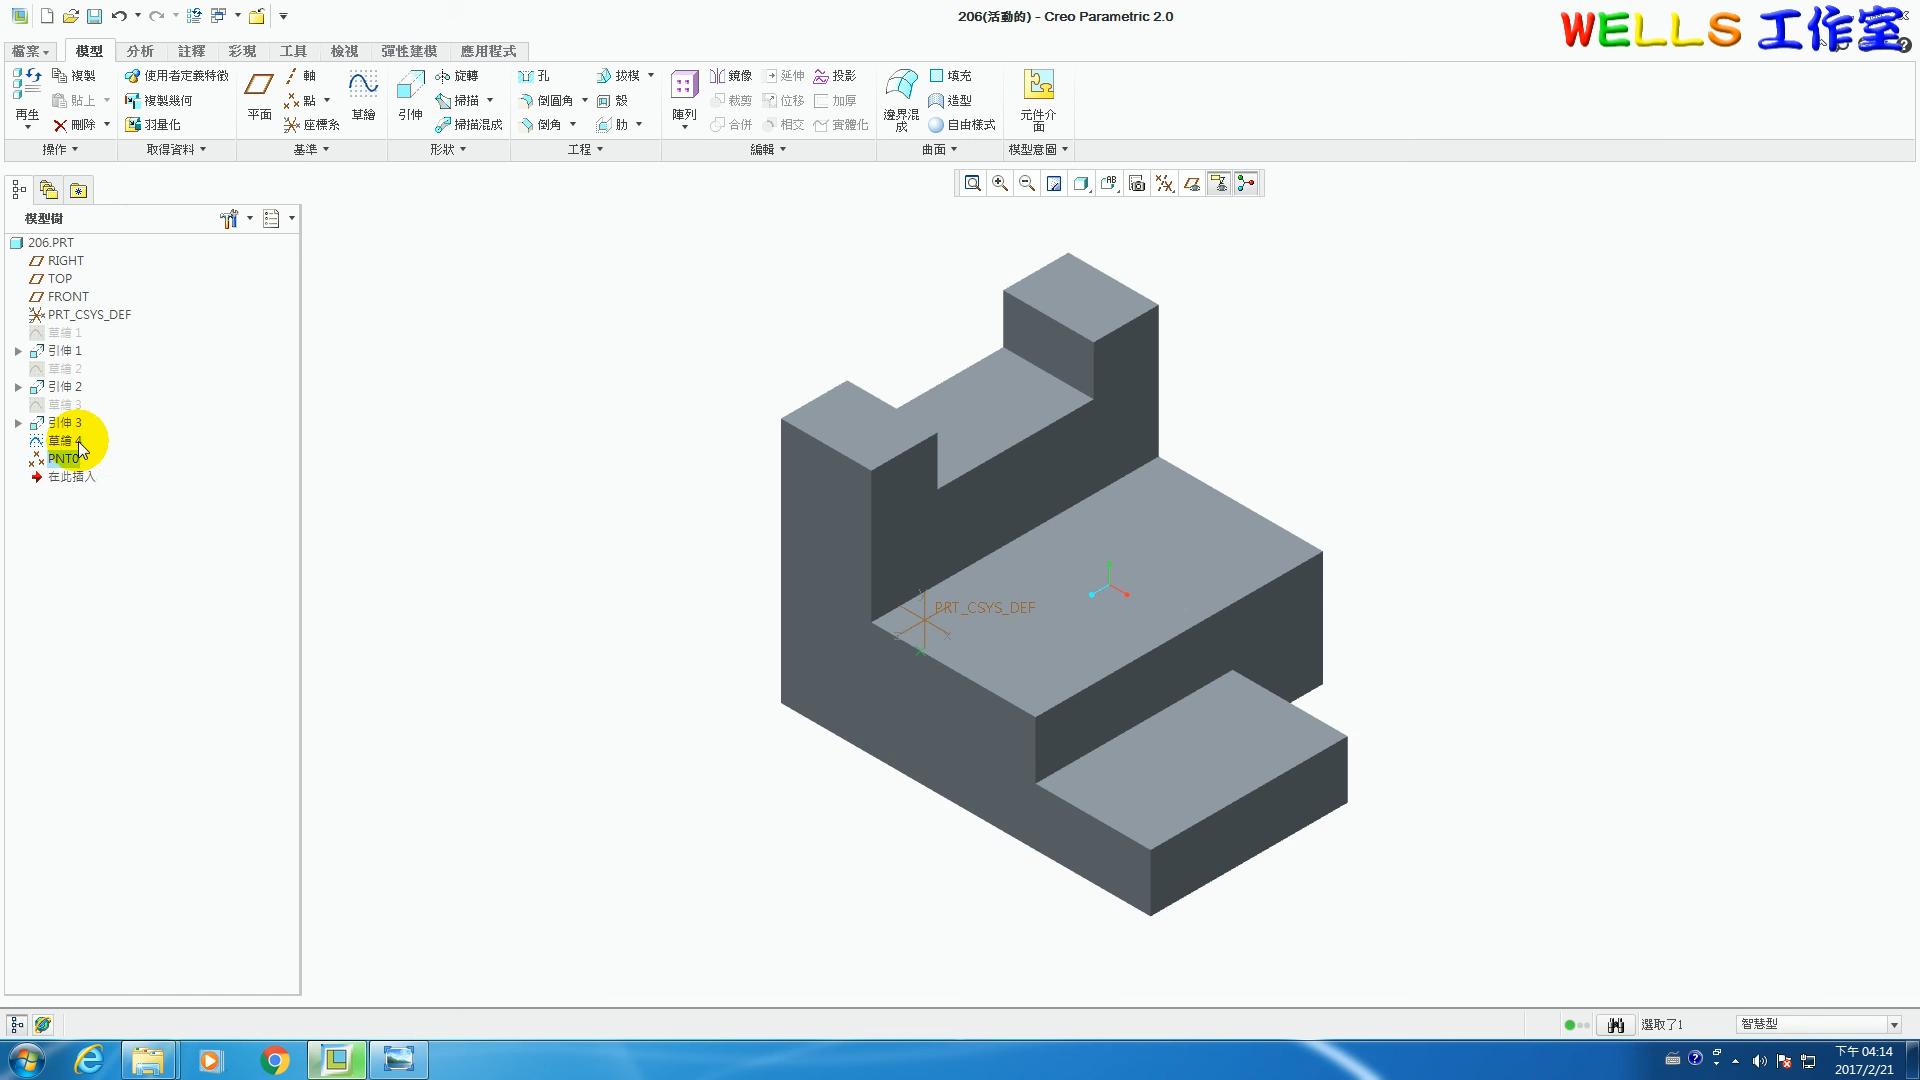 206(活動的) - Creo Parametric 2.0
WELLS 工作室
檔案 模型 分析 註釋 彩現 工具 檢視 彈性建模 應用程式
再生
複製
貼上
刪除
操作
使用者定義特徵
複製幾何
羽量化
取得資料
平面
軸
點
座標系
草繪
基準
引伸
旋轉
掃描
掃描混成
形狀
孔
倒圓角
倒角
拔模
殼
肋
工程
陣列
鏡像
裁剪
合併
延伸
位移
相交
投影
加厚
實體化
編輯
邊界混成
填充
造型
自由樣式
曲面
元件介面
模型意圖
模型樹
206.PRT
RIGHT
TOP
FRONT
PRT_CSYS_DEF
草繪 1
引伸 1
草繪 2
引伸 2
草繪 3
引伸 3
草繪 4
PNT0
在此插入
PRT_CSYS_DEF
選取了1
智慧型
下午 04:14
2017/2/21